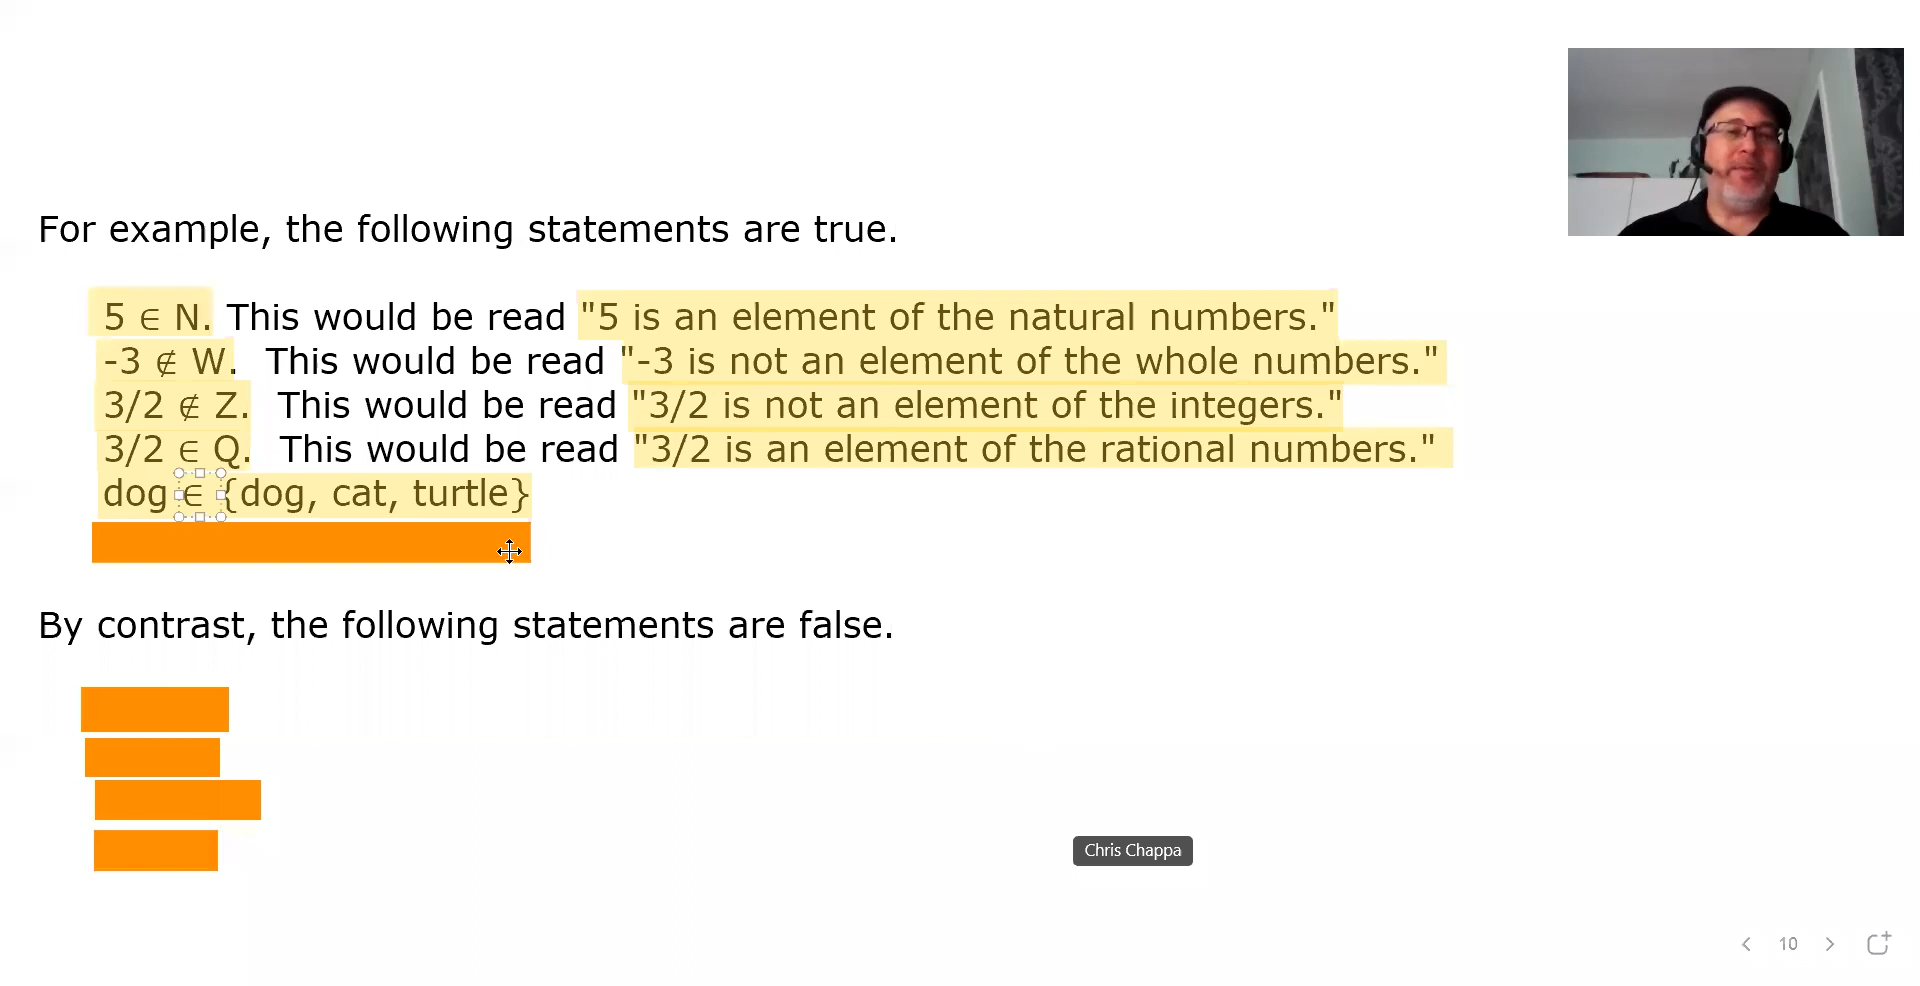 For example, the following statements are true.
5 ∈ N. This would be read "5 is an element of the natural numbers."
-3 ∉ W. This would be read "-3 is not an element of the whole numbers."
3/2 ∉ Z. This would be read "3/2 is not an element of the integers."
3/2 ∈ Q. This would be read "3/2 is an element of the rational numbers."
dog ∈ {dog, cat, turtle}
By contrast, the following statements are false.
Chris Chappa
10